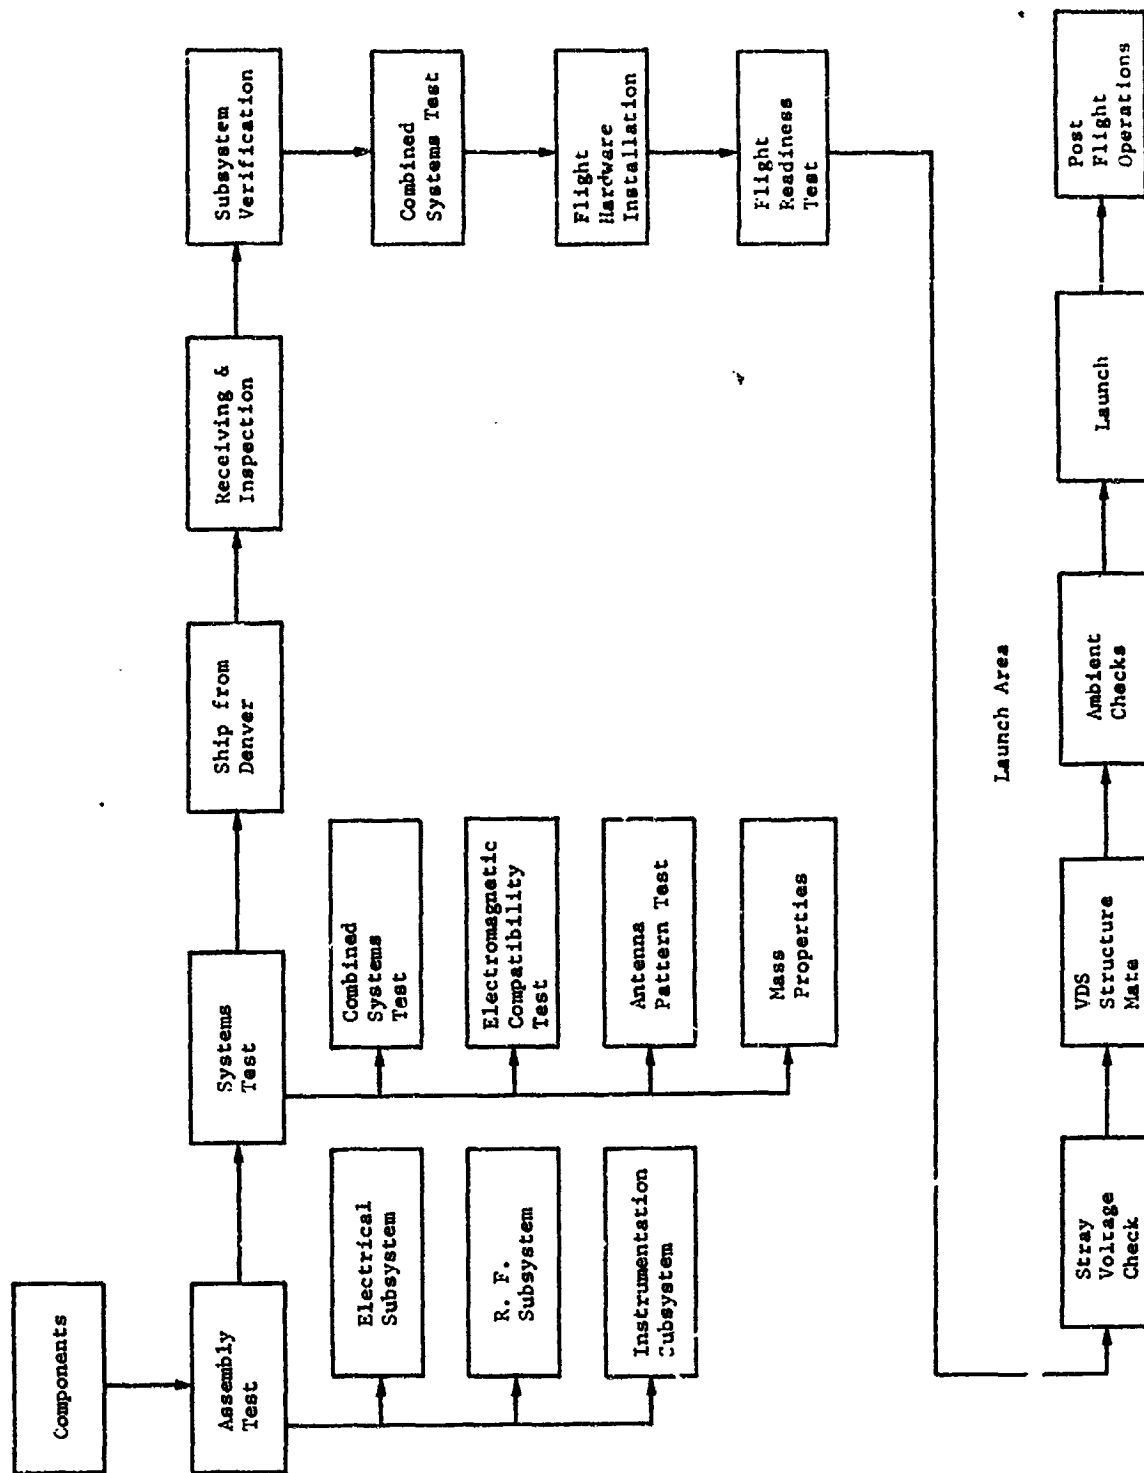 Components
Assembly
Test
Systems
Test
Ship from
Denver
Receiving &
Inspection
Subsystem
Verification
Electrical
Subsystem
R. F.
Subsystem
Instrumentation
Subsystem
Combined
Systems
Test
Electromagnetic
Compatibility
Test
Antenna
Pattern Test
Mass
Properties
Combined
Systems Test
Flight
Hardware
Installation
Flight
Readiness
Test
Launch Area
Stray
Voltage
Check
VDS
Structure
Mate
Ambient
Checks
Launch
Post
Flight
Operations